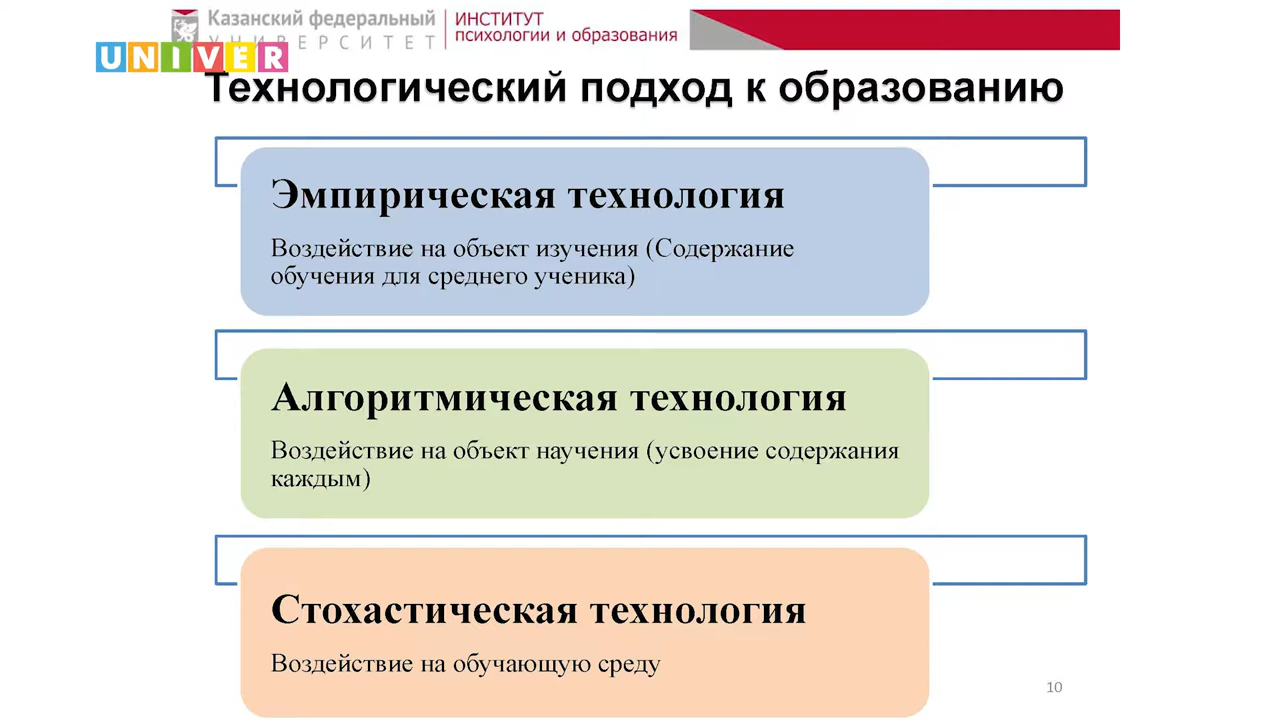 Казанский федеральный
УНИВЕРСИТЕТ
ИНСТИТУТ
психологии и образования
UNIVER
Технологический подход к образованию
Эмпирическая технология
Воздействие на объект изучения (Содержание
обучения для среднего ученика)
Алгоритмическая технология
Воздействие на объект научения (усвоение содержания
каждым)
Стохастическая технология
Воздействие на обучающую среду
10